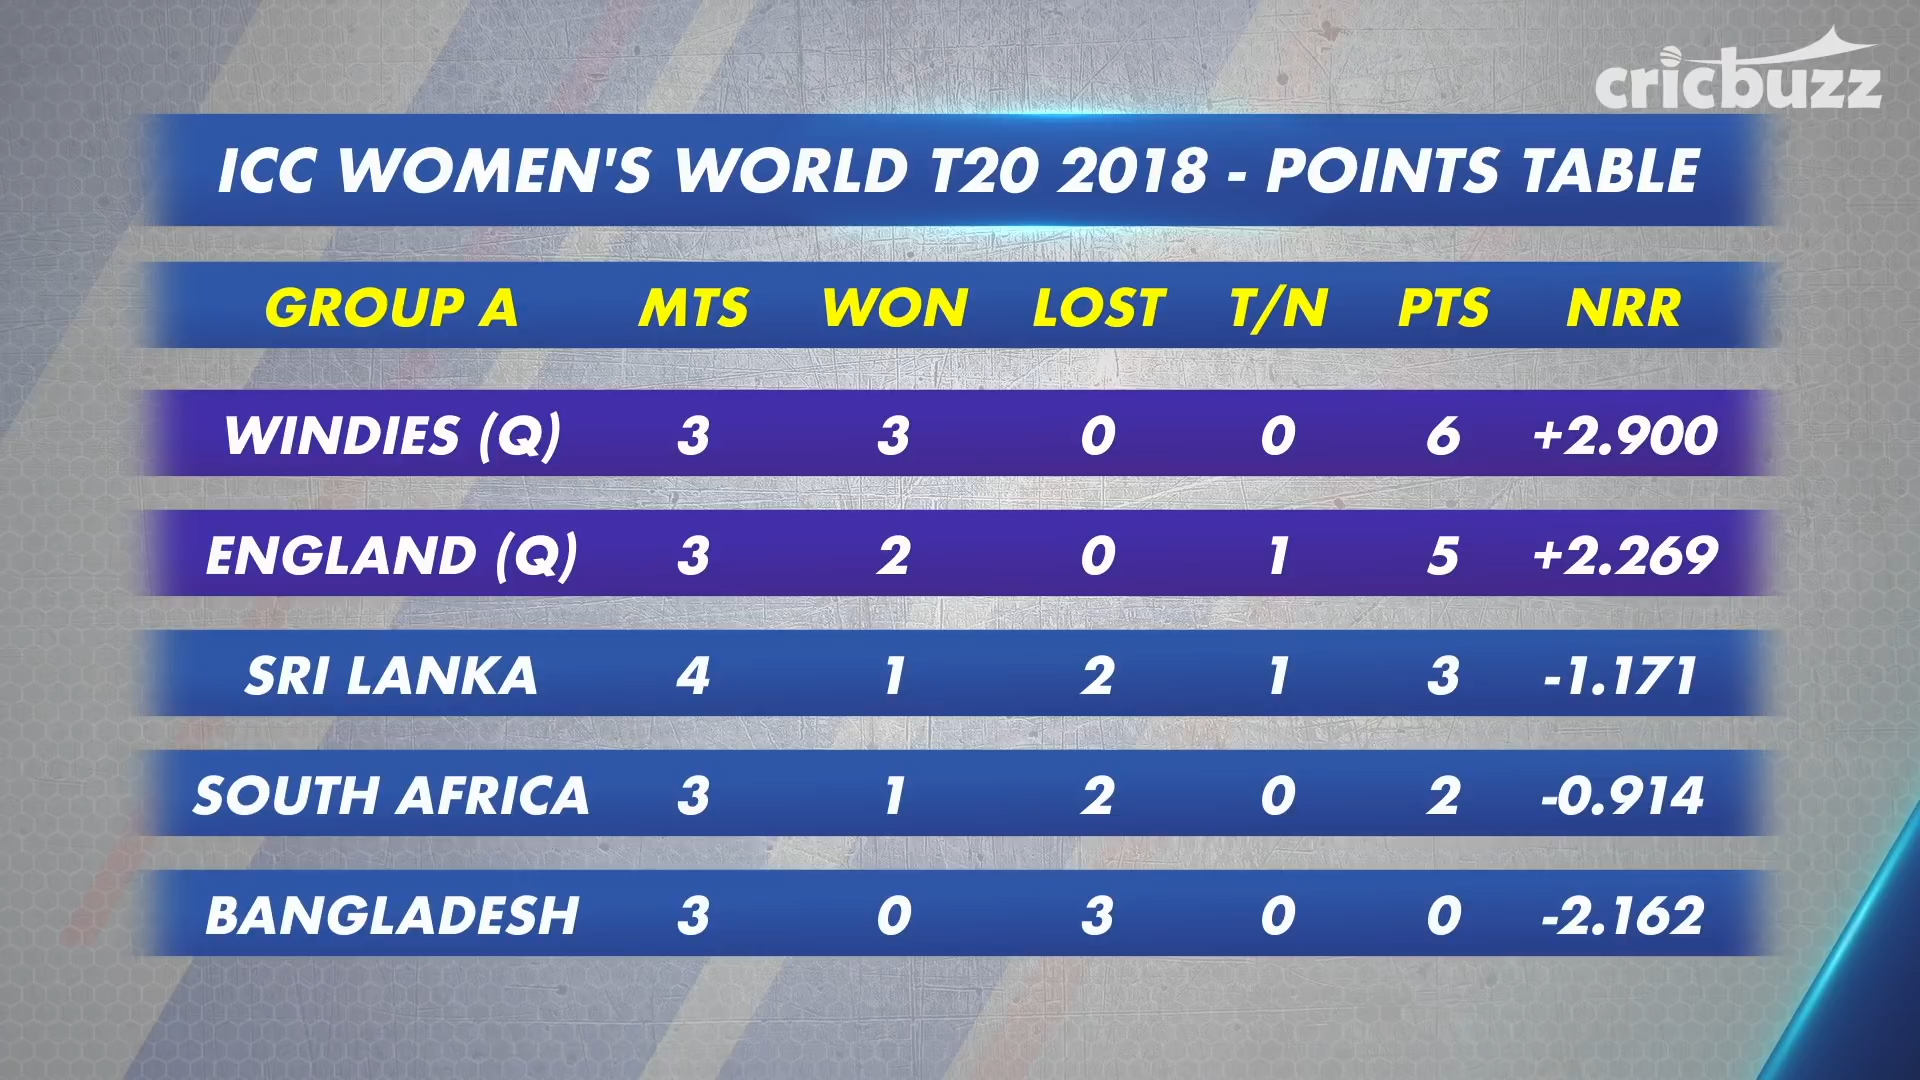 cricbuzz
ICC WOMEN'S WORLD T20 2018 - POINTS TABLE
GROUP A MTS WON LOST T/N PTS NRR
WINDIES (Q) 3 3 0 0 6 +2.900
ENGLAND (Q) 3 2 0 1 5 +2.269
SRI LANKA 4 1 2 1 3 -1.171
SOUTH AFRICA 3 1 2 0 2 -0.914
BANGLADESH 3 0 3 0 0 -2.162